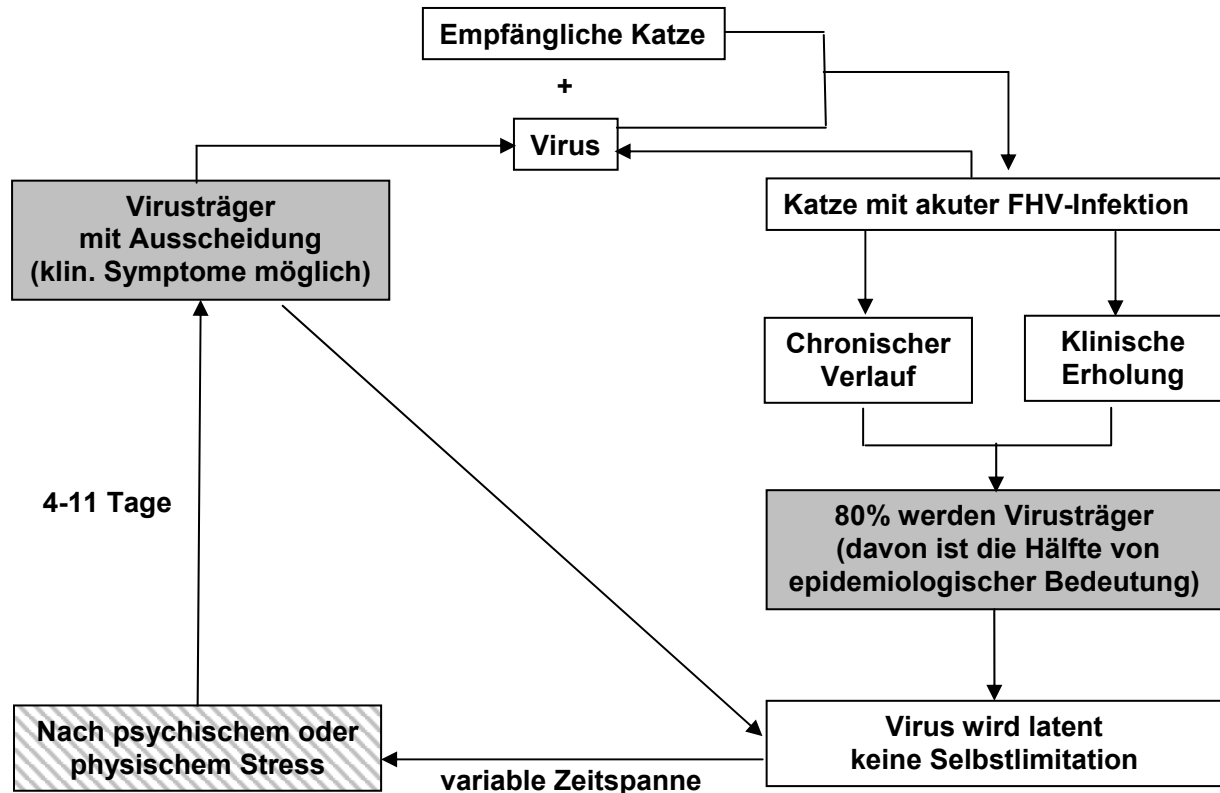 Empfängliche Katze
+
Virus
Virusträger
mit Ausscheidung
(klin. Symptome möglich)
Katze mit akuter FHV-Infektion
Chronischer
Verlauf
Klinische
Erholung
4-11 Tage
80% werden Virusträger
(davon ist die Hälfte von
epidemiologischer Bedeutung)
Nach psychischem oder
physischem Stress
variable Zeitspanne
Virus wird latent
keine Selbstlimitation